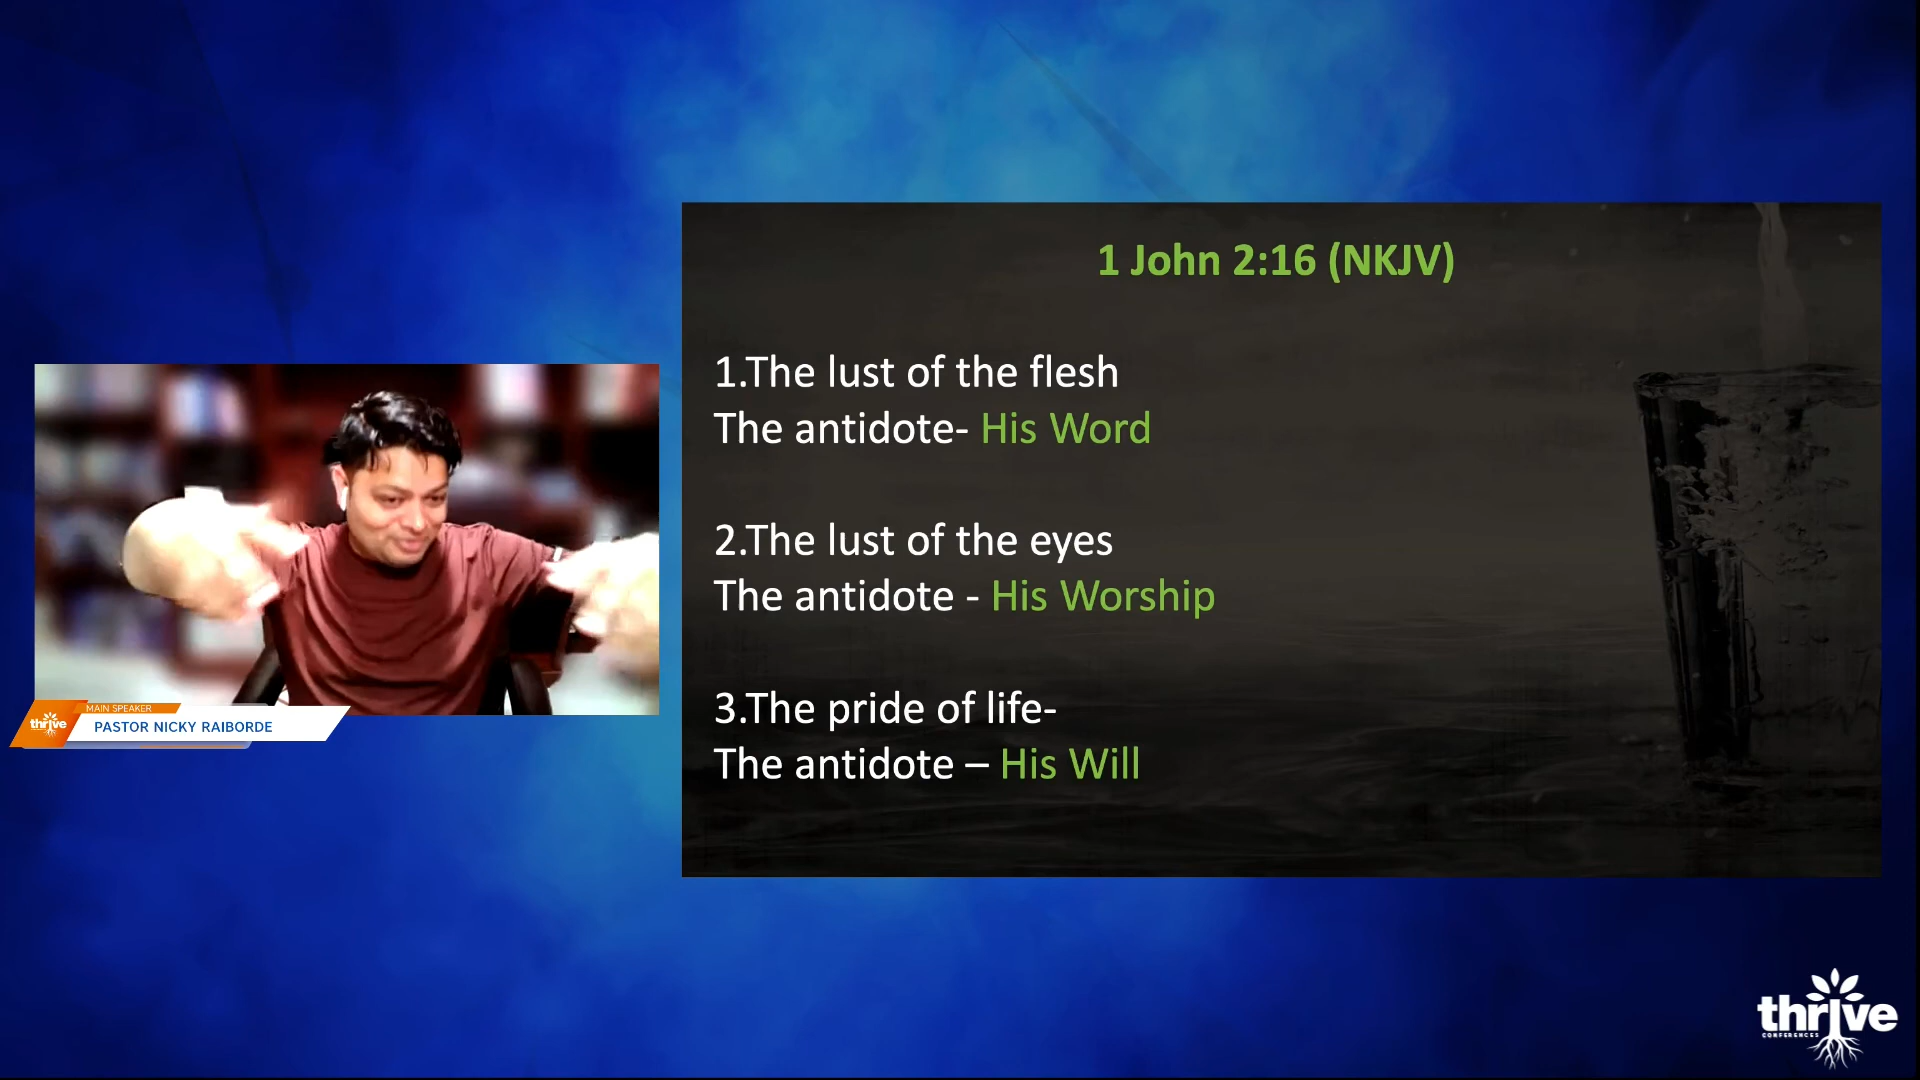 1 John 2:16 (NKJV)
1.The lust of the flesh
The antidote- His Word
2.The lust of the eyes
The antidote - His Worship
3.The pride of life-
The antidote – His Will
MAIN SPEAKER
thrive
PASTOR NICKY RAIBORDE
thrive
CONFERENCES